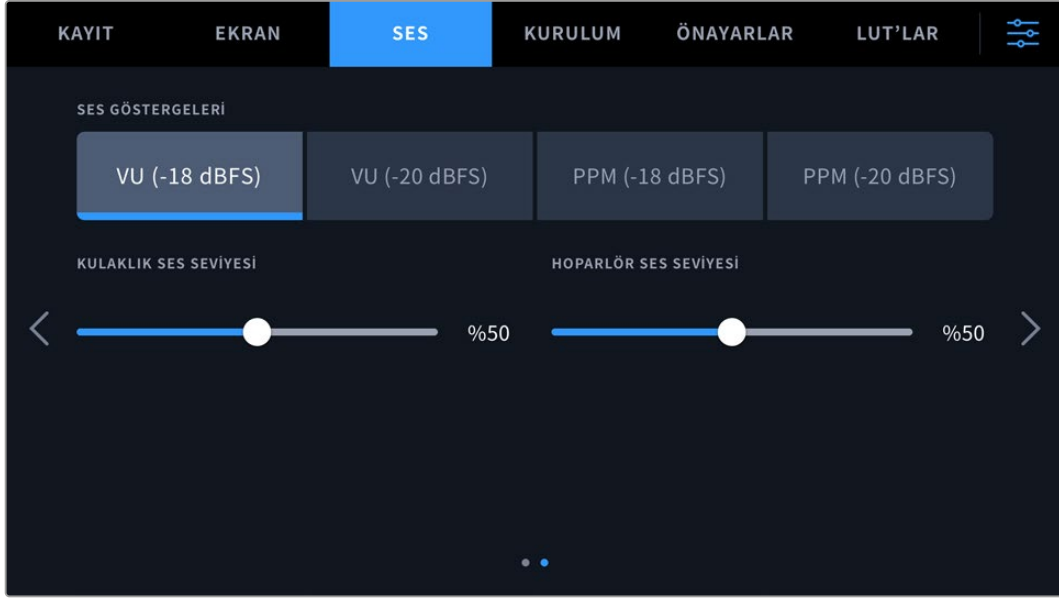 KAYIT EKRAN SES KURULUM ÖNAYARLAR LUT’LAR
SES GÖSTERGELERİ
VU (-18 dBFS) VU (-20 dBFS) PPM (-18 dBFS) PPM (-20 dBFS)
KULAKLIK SES SEVİYESİ HOPARLÖR SES SEVİYESİ
%50 %50